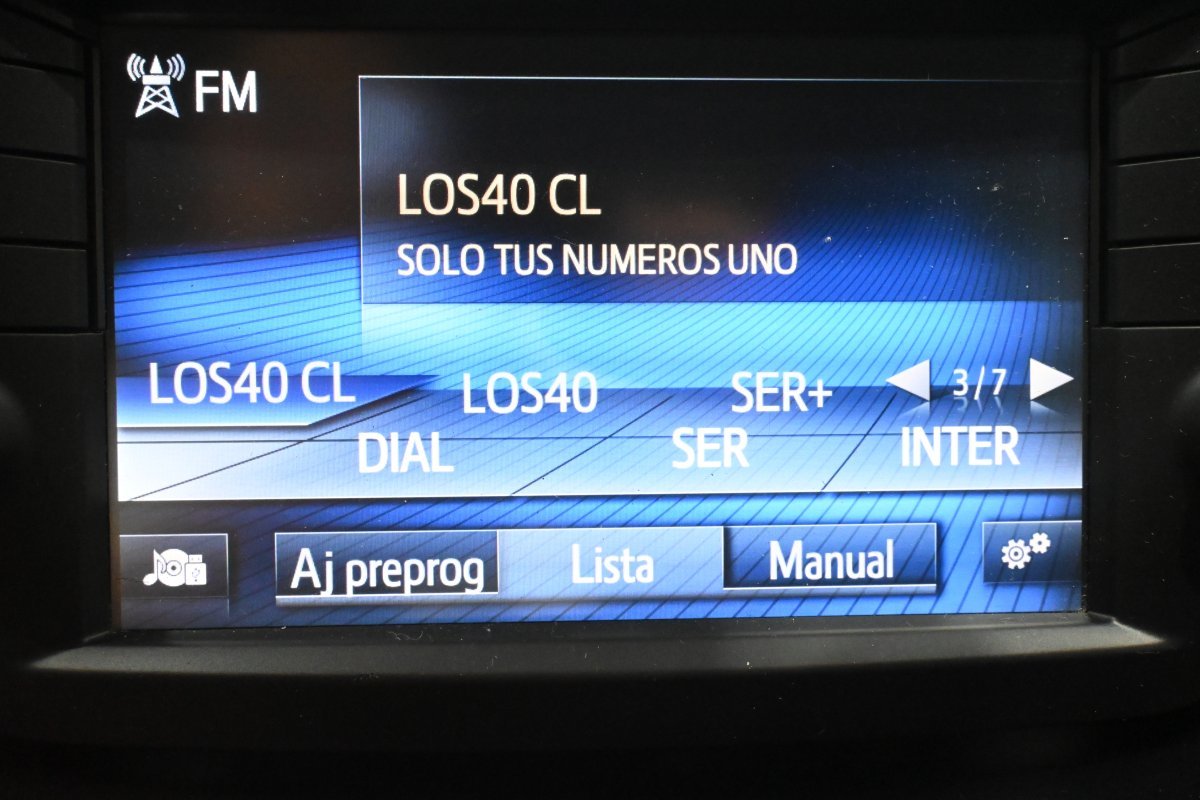 FM
LOS40 CL
SOLO TUS NUMEROS UNO
LOS40 CL LOS40 SER+ 3/7
DIAL SER INTER
Aj preprog Lista Manual